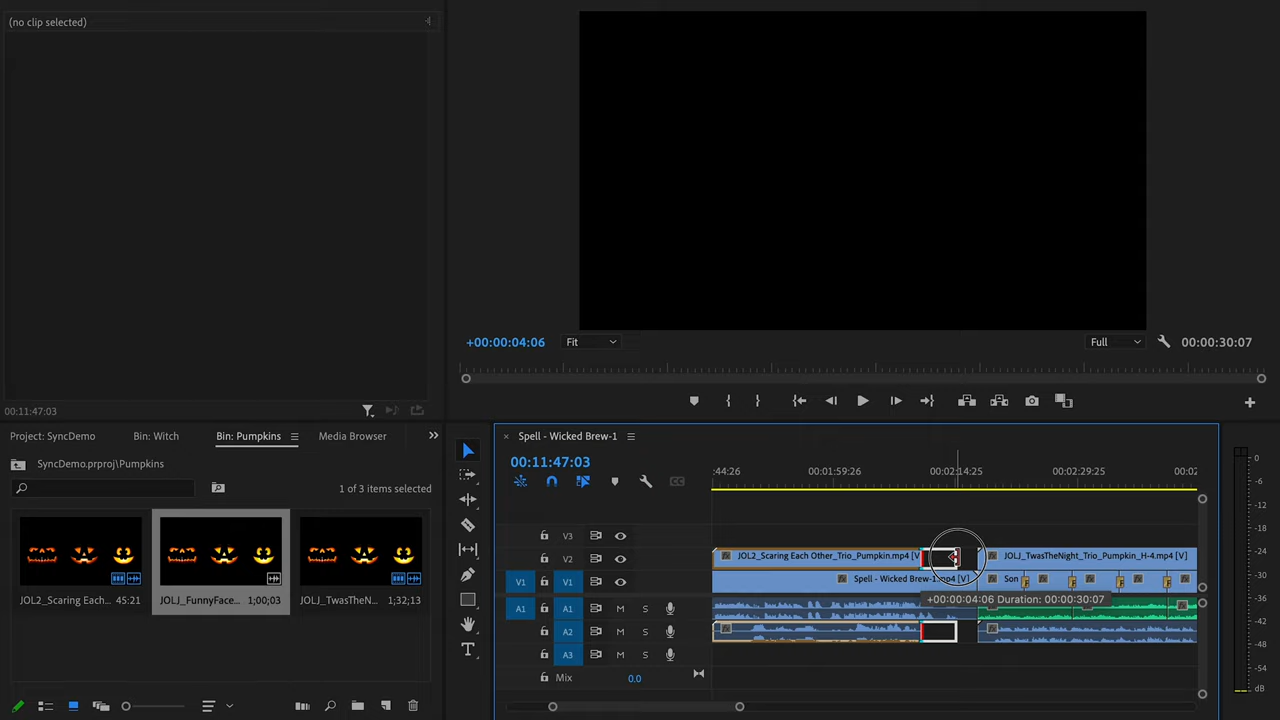 (no clip selected)
00:11:47:03
+00:00:04:06
Fit
Full
00:00:30:07
Project: SyncDemo
Bin: Witch
Bin: Pumpkins
Media Browser
SyncDemo.prproj\Pumpkins
1 of 3 items selected
JOL2_Scaring Each... 45:21
JOLJ_FunnyFace... 1;00;03
JOLJ_TwasTheN... 1;32;13
× Spell - Wicked Brew-1
00:11:47:03
:44:26
00:01:59:26
00:02:14:25
00:02:29:25
00:02
V3
V2
JOL2_Scaring Each Other_Trio_Pumpkin.mp4 [V
JOLJ_TwasTheNight_Trio_Pumpkin_H-4.mp4 [V]
V1 V1
Spell - Wicked Brew-1.mp4 [V]
Son
+00:00:04:06 Duration: 00:00:30:07
A1 A1 M S
A2 M S
A3 M S
Mix 0.0
0
-6
-12
-18
-24
-30
-36
-42
-48
-54
dB